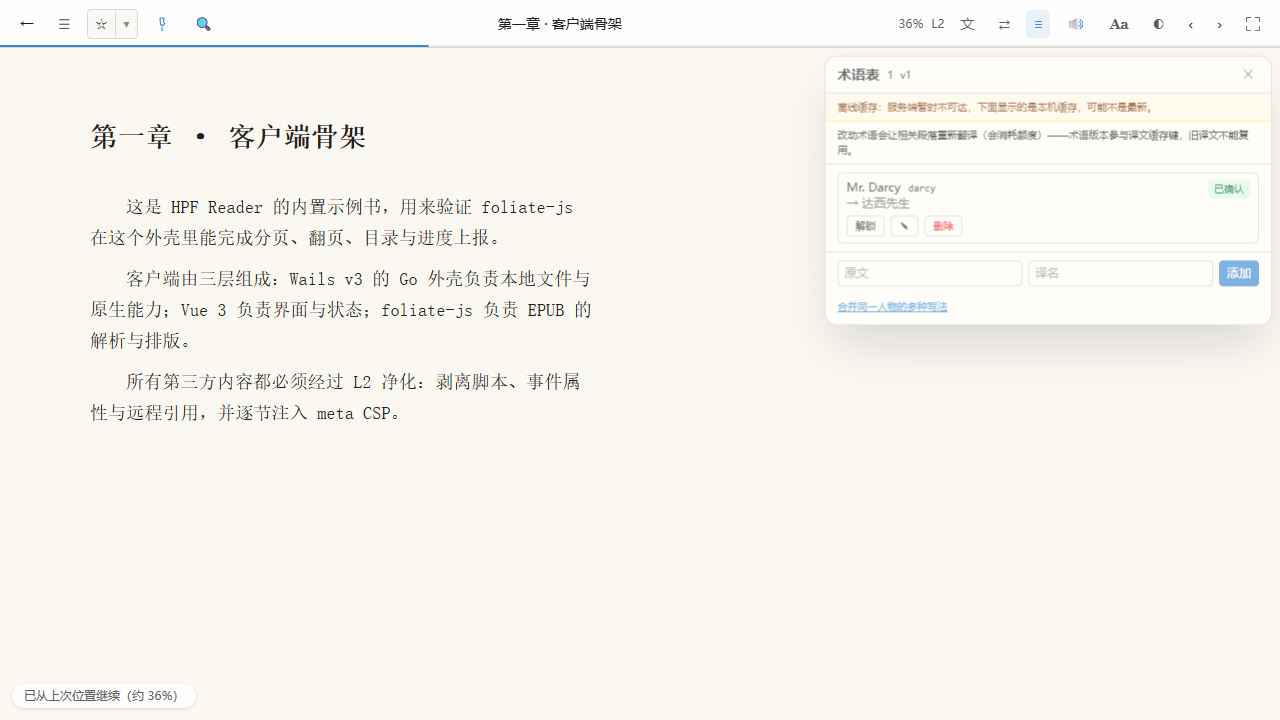 第一章 · 客户端骨架
36% L2 文
Aa
术语表 1 v1
离线缓存：服务端暂时不可达，下面显示的是本机缓存，可能不是最新。
改动术语会让相关段落重新翻译（会消耗额度）——术语版本参与译文缓存键，旧译文不能复
用。
Mr. Darcy darcy
已确认
→ 达西先生
解锁
删除
原文
译名
添加
合并同一人物的多种写法
第一章 · 客户端骨架
这是 HPF Reader 的内置示例书，用来验证 foliate-js
在这个外壳里能完成分页、翻页、目录与进度上报。
客户端由三层组成：Wails v3 的 Go 外壳负责本地文件与
原生能力；Vue 3 负责界面与状态；foliate-js 负责 EPUB 的
解析与排版。
所有第三方内容都必须经过 L2 净化：剥离脚本、事件属
性与远程引用，并逐节注入 meta CSP。
已从上次位置继续（约 36%）